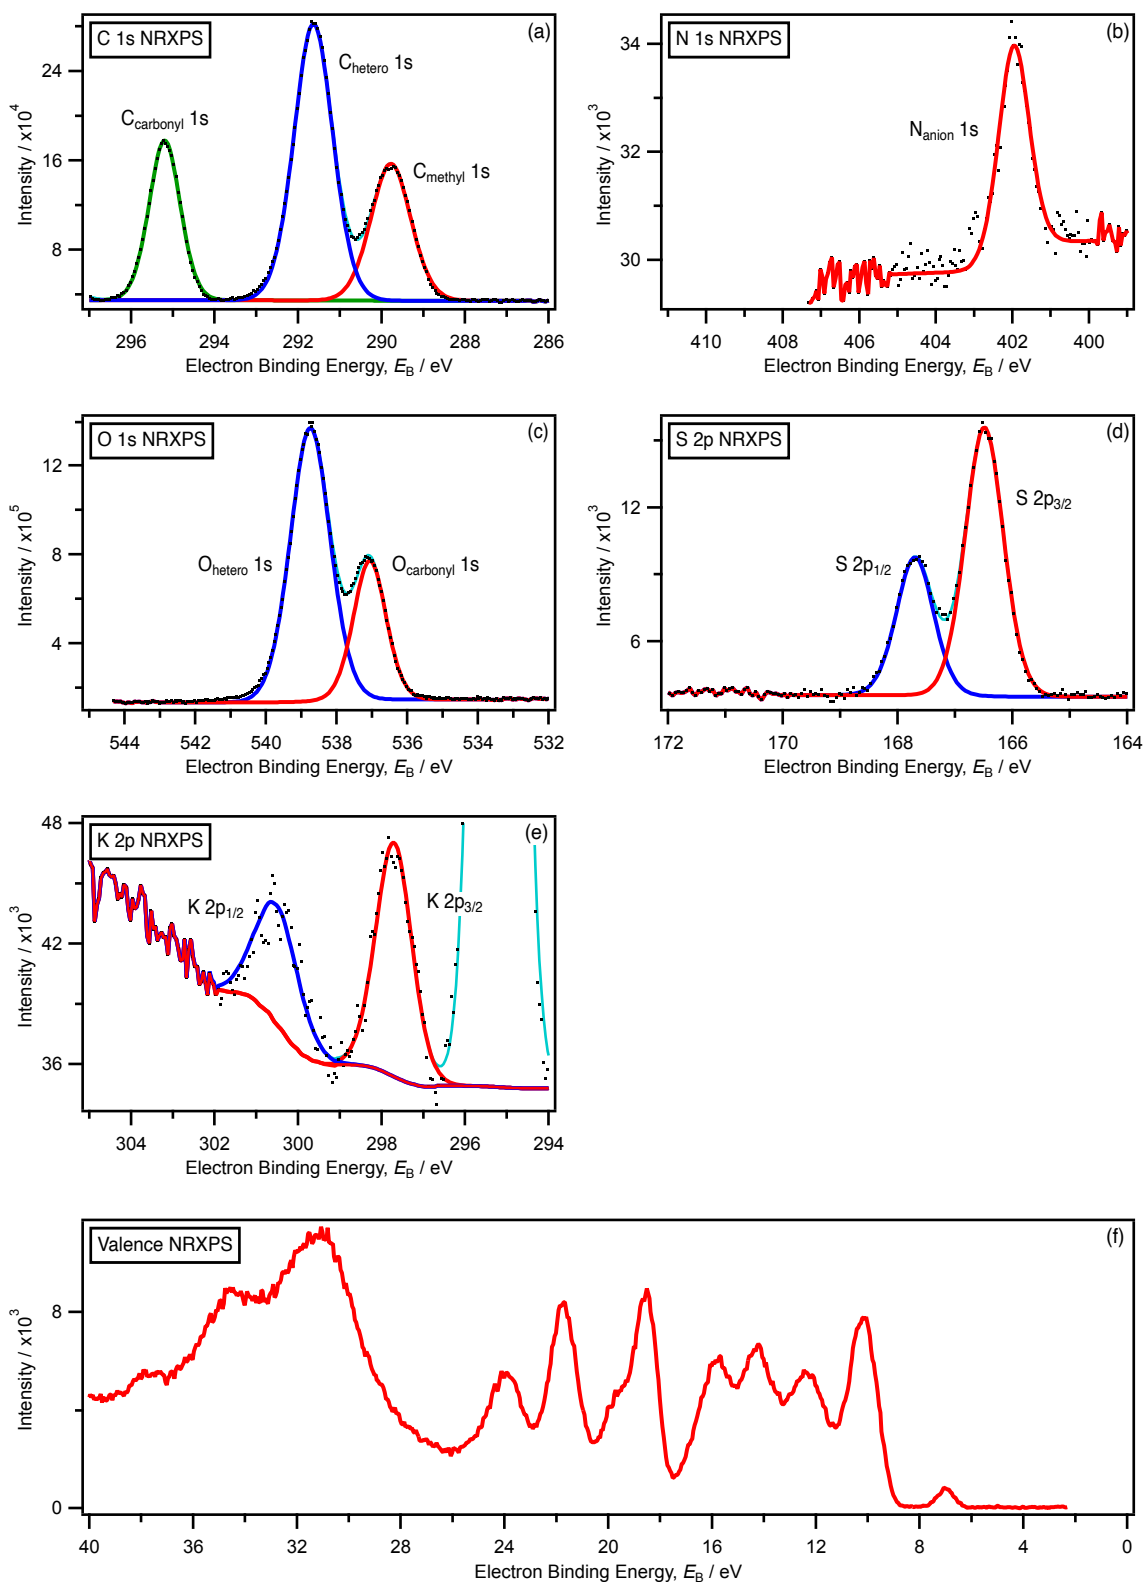 C 1s NRXPS
(a)
C_hetero 1s
C_carbonyl 1s
C_methyl 1s
Intensity / x10^4
24
16
8
296
294
292
290
288
286
Electron Binding Energy, E_B / eV
N 1s NRXPS
(b)
N_anion 1s
Intensity / x10^3
34
32
30
410
408
406
404
402
400
Electron Binding Energy, E_B / eV
O 1s NRXPS
(c)
O_hetero 1s
O_carbonyl 1s
Intensity / x10^5
12
8
4
544
542
540
538
536
534
532
Electron Binding Energy, E_B / eV
S 2p NRXPS
(d)
S 2p_3/2
S 2p_1/2
Intensity / x10^3
12
6
172
170
168
166
164
Electron Binding Energy, E_B / eV
K 2p NRXPS
(e)
K 2p_1/2
K 2p_3/2
Intensity / x10^3
48
42
36
304
302
300
298
296
294
Electron Binding Energy, E_B / eV
Valence NRXPS
(f)
Intensity / x10^3
8
4
0
40
36
32
28
24
20
16
12
8
4
0
Electron Binding Energy, E_B / eV